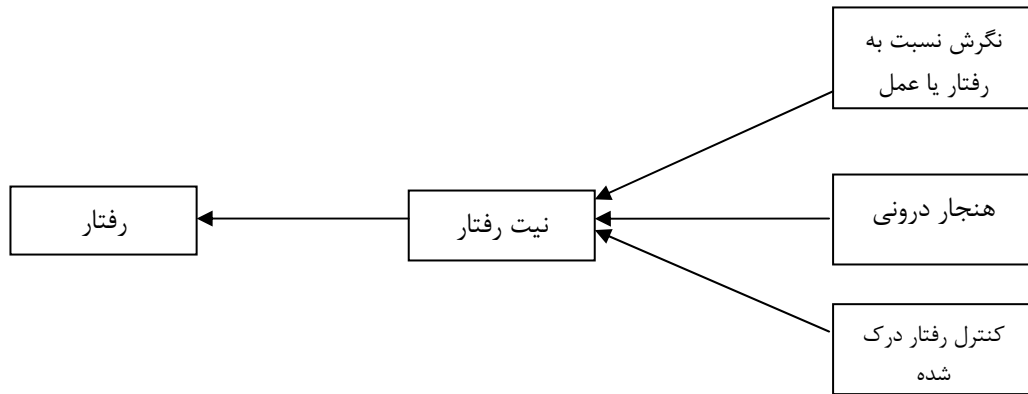 نگرش نسبت به
رفتار یا عمل
هنجار درونی
نیت رفتار
رفتار
کنترل رفتار درک
شده